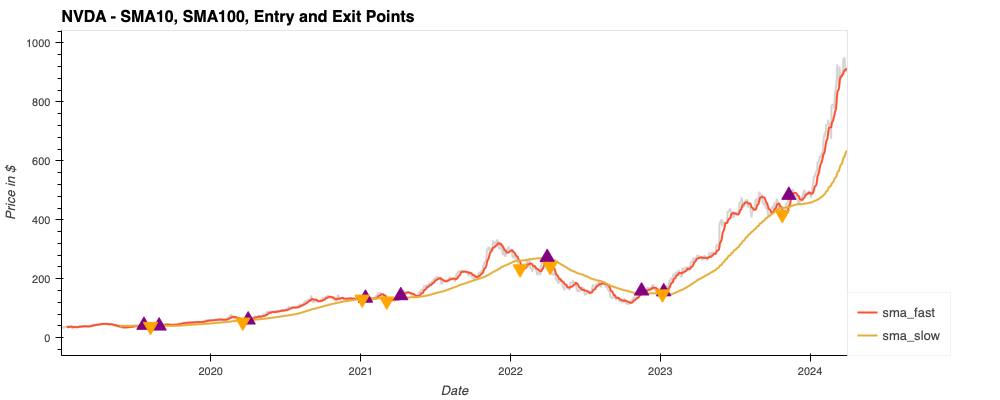 NVDA - SMA10, SMA100, Entry and Exit Points
1000
800
600
400
200
0
Price in $
2020
2021
2022
2023
2024
Date
sma_fast
sma_slow